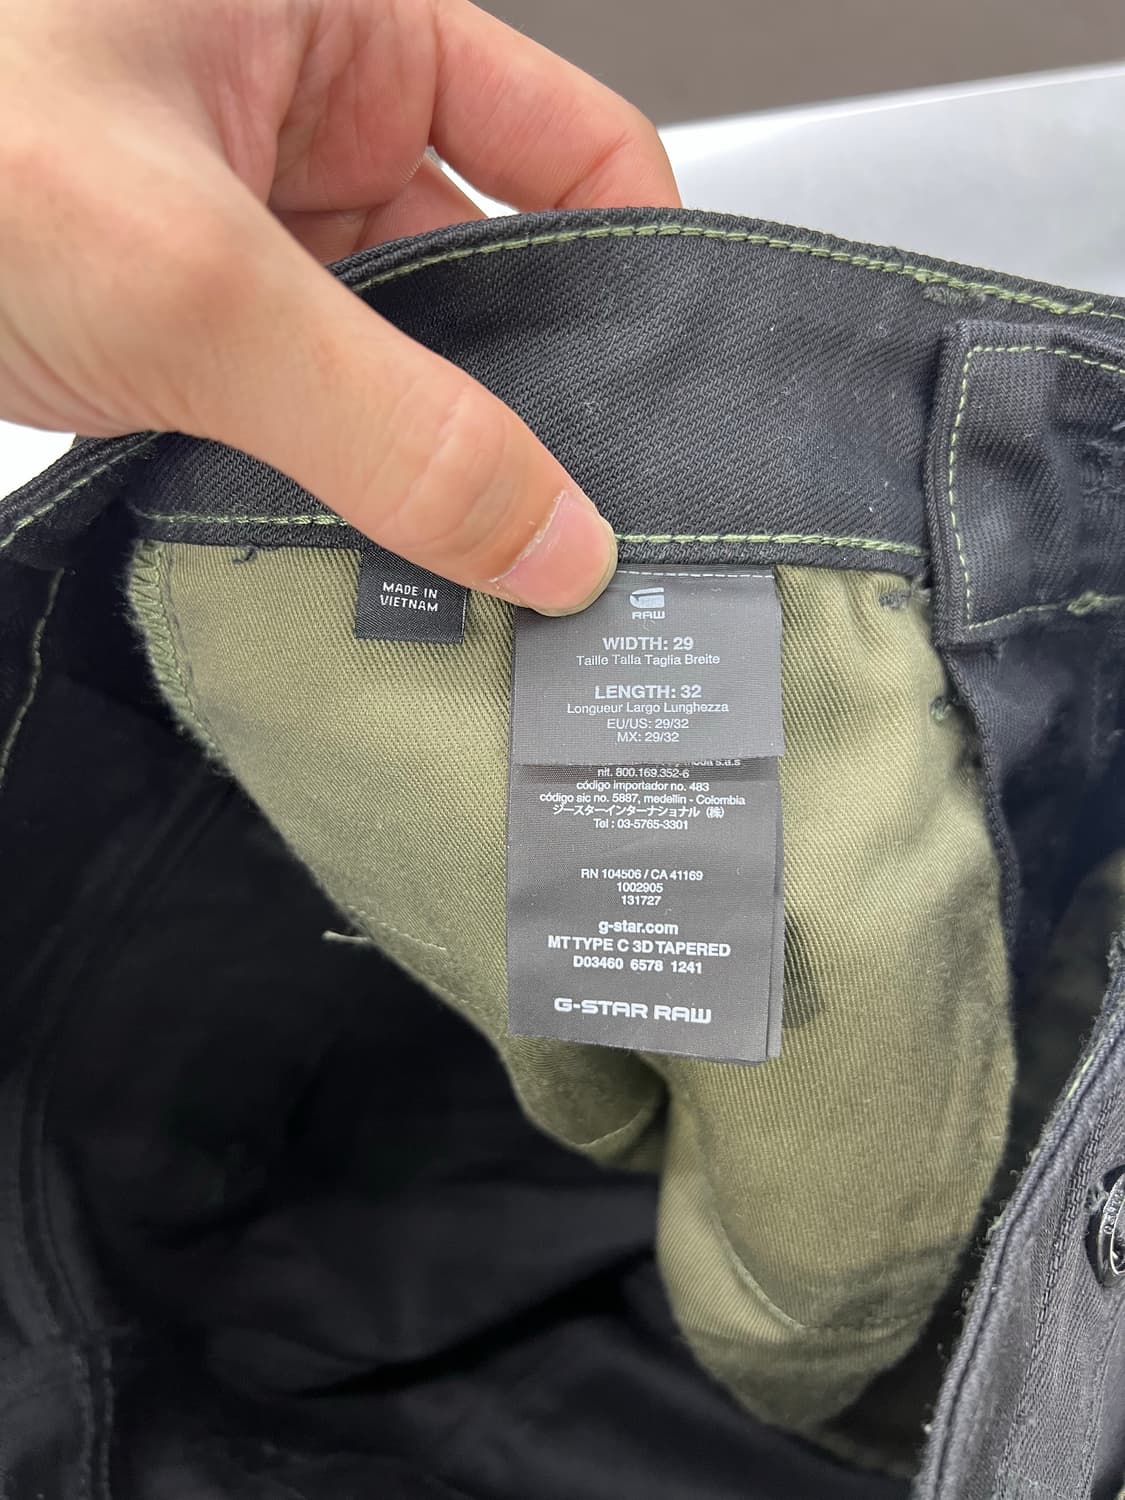 MADE IN
VIETNAM
RAW
WIDTH: 29
Taille Talla Taglia Breite
LENGTH: 32
Longueur Largo Lunghezza
EU/US: 29/32
MX: 29/32
s.a.s
nit. 800.169.352-6
código importador no. 483
código sic no. 5887, medellin - Colombia
ジースターインターナショナル (株)
Tel : 03-5765-3301
RN 104506 / CA 41169
1002905
131727
g-star.com
MT TYPE C 3D TAPERED
D03460 6578 1241
G-STAR RAW